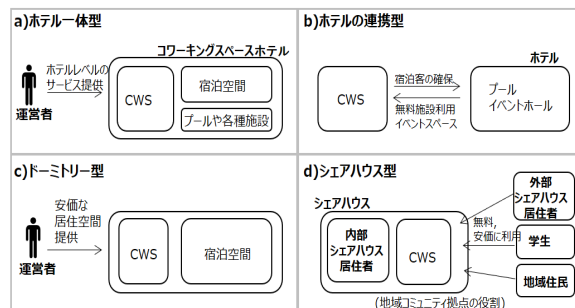 a)ホテル一体型
コワーキングスペースホテル
ホテルレベルの
サービス提供
運営者
CWS
宿泊空間
プールや各種施設
b)ホテルの連携型
ホテル
CWS
宿泊客の確保
無料施設利用
イベントスペース
プール
イベントホール
c)ドーミトリー型
安価な
居住空間
提供
運営者
CWS
宿泊空間
d)シェアハウス型
シェアハウス
内部
シェアハウス
居住者
CWS
無料,
安価に利用
外部
シェアハウス
居住者
学生
地域住民
(地域コミュニティ拠点の役割)